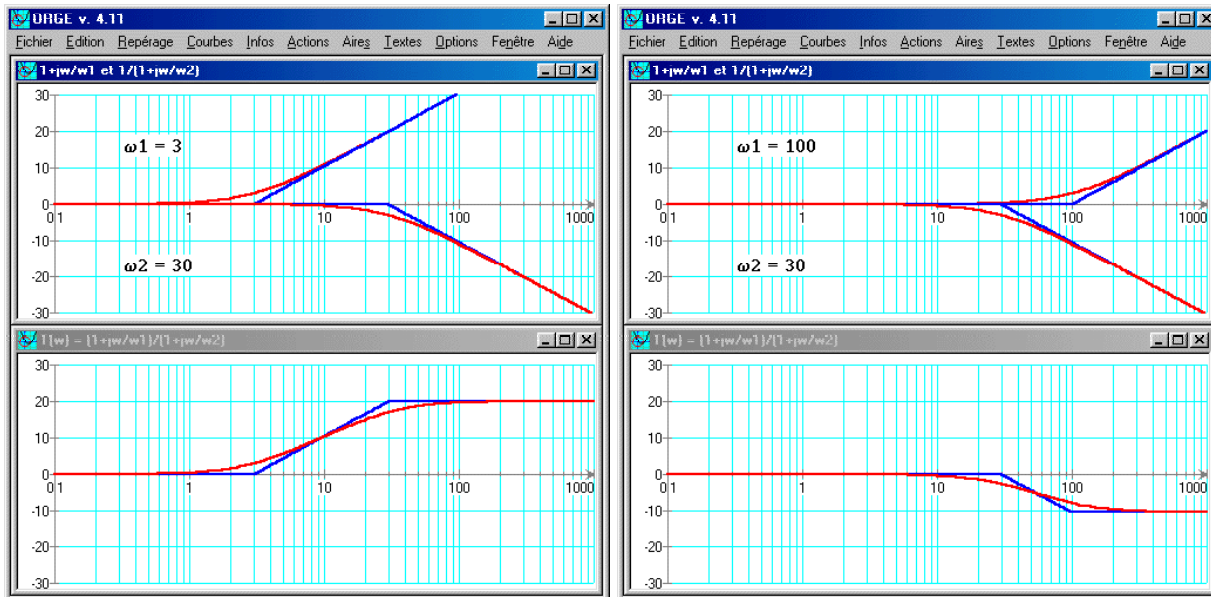 ORGE v. 4.11
Fichier Edition Repérage Courbes Infos Actions Aires Textes Options Fenêtre Aide
1+jw/w1 et 1/(1+jw/w2)
30
20
ω1 = 3
10
0
0.1 1 10 100 1000
-10
ω2 = 30
-20
-30
T(w) = (1+jw/w1)/(1+jw/w2)
30
20
10
0
0.1 1 10 100 1000
-10
-20
-30
ORGE v. 4.11
Fichier Edition Repérage Courbes Infos Actions Aires Textes Options Fenêtre Aide
1+jw/w1 et 1/(1+jw/w2)
30
20
ω1 = 100
10
0
0.1 1 10 100 1000
-10
ω2 = 30
-20
-30
T(w) = (1+jw/w1)/(1+jw/w2)
30
20
10
0
0.1 1 10 100 1000
-10
-20
-30